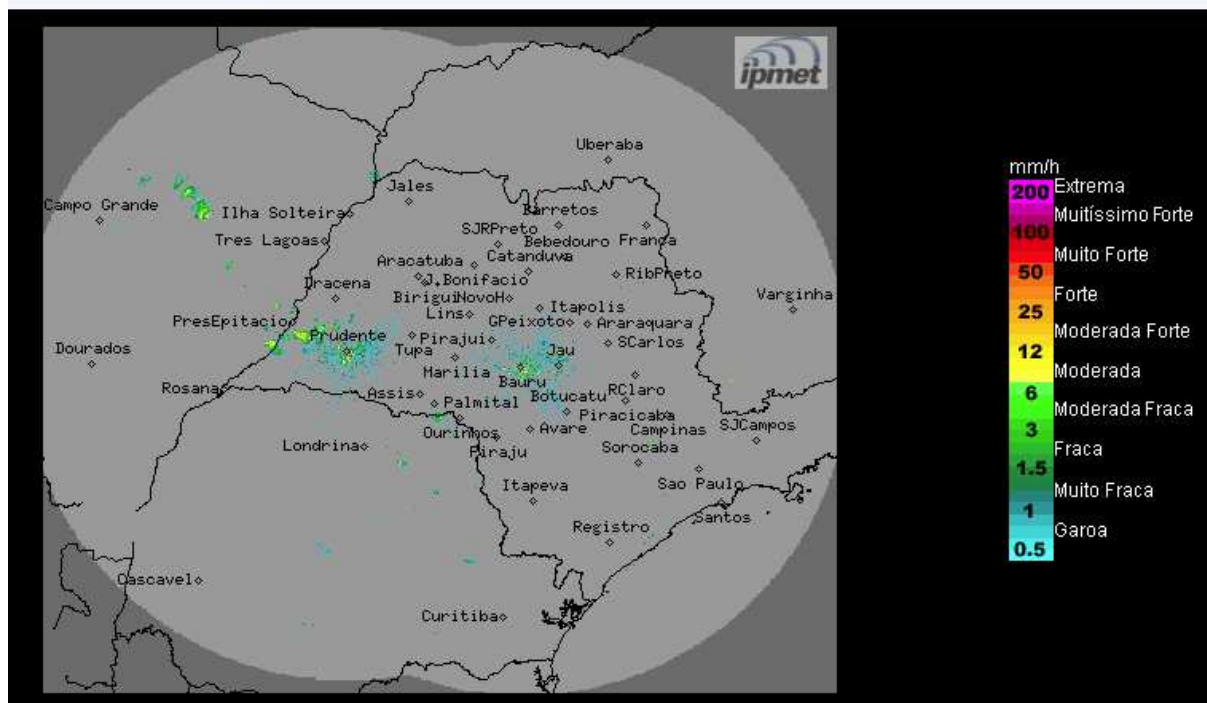 ipmet
Uberaba
Jales
Campo Grande
Ilha Solteira
Barretos
SJRPreto
Tres Lagoas
Bebedouro
Franca
Catanduva
Aracatuba
RibPreto
J.Bonifacio
Dracena
Birigui
NovoH
Varginha
Itapolis
Lins
PresEpitacio
GPeixoto
Araraquara
Prudente
Pirajui
SCarlos
Dourados
Tupa
Jau
Marilia
Bauru
Rosana
Assis
Botucatu
RClaro
Palmital
Piracicaba
Ourinhos
Avare
Campinas
SJCampos
Londrina
Piraju
Sorocaba
Itapeva
Sao Paulo
Santos
Registro
Cascavel
Curitiba
mm/h
200 Extrema
Muitíssimo Forte
100
Muito Forte
50
Forte
25
Moderada Forte
12
Moderada
6
Moderada Fraca
3
Fraca
1.5
Muito Fraca
1
Garoa
0.5